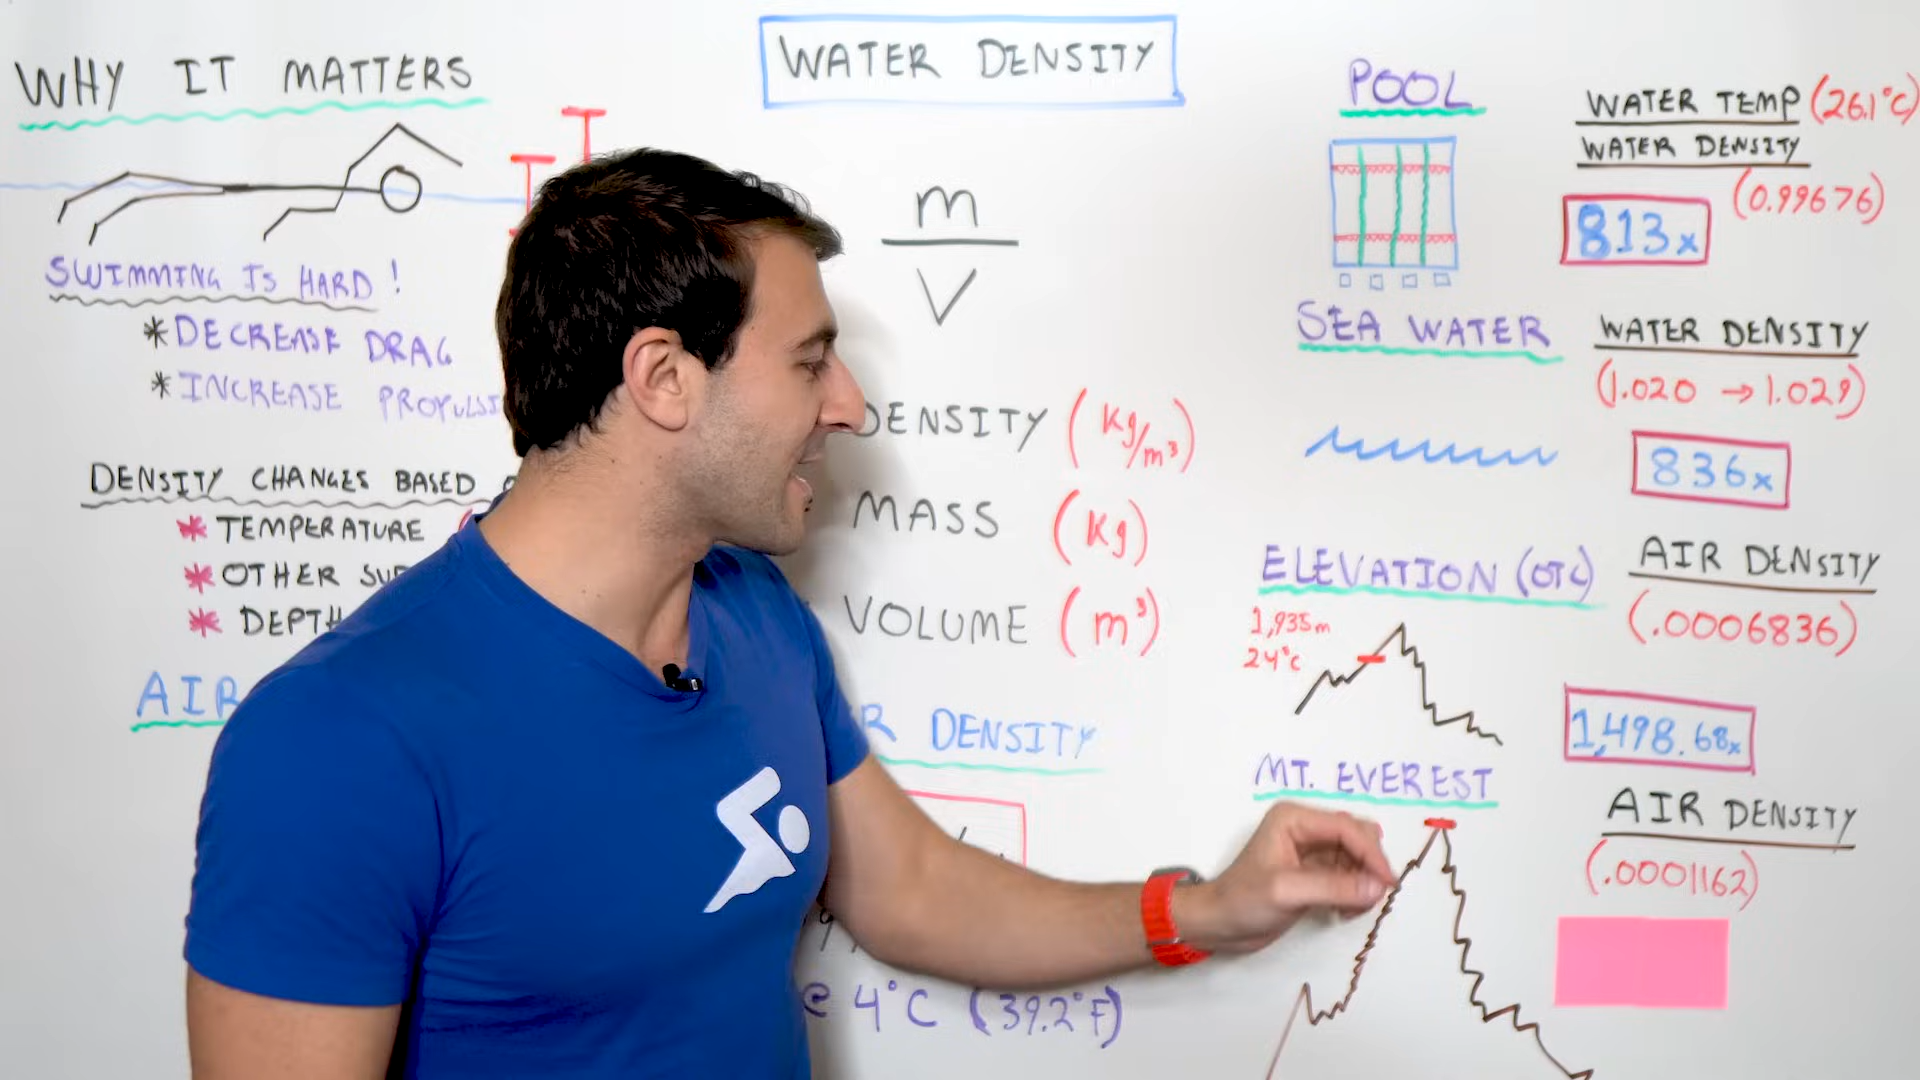 WHY IT MATTERS
SWIMMING IS HARD!
*DECREASE DRAG
*INCREASE
DENSITY CHANGES BASED
* TEMPERATURE
* OTHER
* DEPTH
AIR
WATER DENSITY
m
V
DENSITY (Kg/m³)
MASS (Kg)
VOLUME (m³)
DENSITY
@ 4°C (39.2°F)
POOL
WATER TEMP (26.1°C)
WATER DENSITY
(0.99676)
813x
SEA WATER
WATER DENSITY
(1.020 → 1.029)
836x
ELEVATION (OTC)
1,935m
24°C
AIR DENSITY
(.0006836)
1,498.68x
MT. EVEREST
AIR DENSITY
(.0001162)